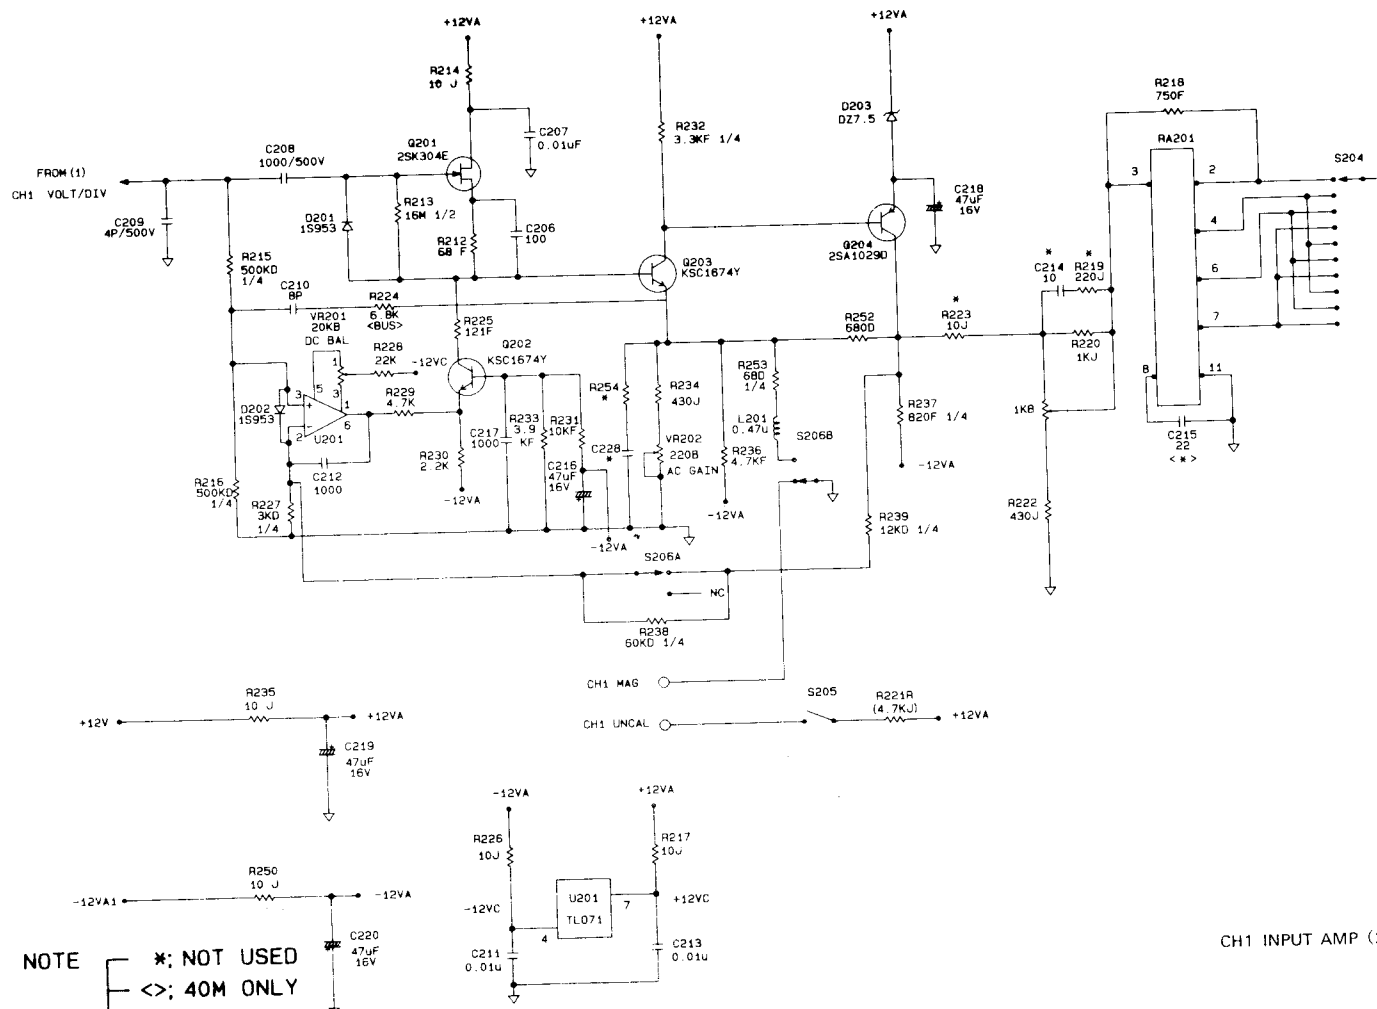 +12VA
+12VA
+12VA
R214
10 J
C207
0.01uF
Q201
2SK304E
C208
1000/500V
FROM(1)
CH1 VOLT/DIV
C209
4P/500V
D201
1S953
R213
16M 1/2
R212
68 F
C206
100
R232
3.3KF 1/4
D203
DZ7.5
C218
47uF
16V
Q204
2SA1029D
Q203
KSC1674Y
R218
750F
RA201
3
2
4
6
7
8
11
S204
C215
22
<*>
*
C214
10
*
R219
220J
R220
1KJ
1KB
R222
430J
*
R223
10J
R252
680D
R215
500KD
1/4
C210
8P
R224
6.8K
<BUS>
VR201
20KB
DC BAL
R228
22K
-12VC
R225
121F
Q202
KSC1674Y
R229
4.7K
D202
1S953
3
5
1
3
1
6
2
+
-
U201
C212
1000
R230
2.2K
-12VA
R216
500KD
1/4
R227
3KD
1/4
C217
1000
R233
3.9
KF
R231
10KF
C216
47uF
16V
-12VA
R254
*
C228
*
R234
430J
VR202
220B
AC GAIN
R236
4.7KF
-12VA
R253
68D
1/4
L201
0.47u
S206B
R237
820F 1/4
-12VA
R239
12KD 1/4
S206A
NC
R238
60KD 1/4
CH1 MAG
CH1 UNCAL
S205
R221R
(4.7KJ)
+12VA
+12V
R235
10 J
+12VA
C219
47uF
16V
-12VA1
R250
10 J
-12VA
C220
47uF
16V
-12VA
+12VA
R226
10J
R217
10J
U201
TL071
-12VC
4
7
+12VC
C211
0.01u
C213
0.01u
NOTE
*; NOT USED
<>; 40M ONLY
CH1 INPUT AMP (